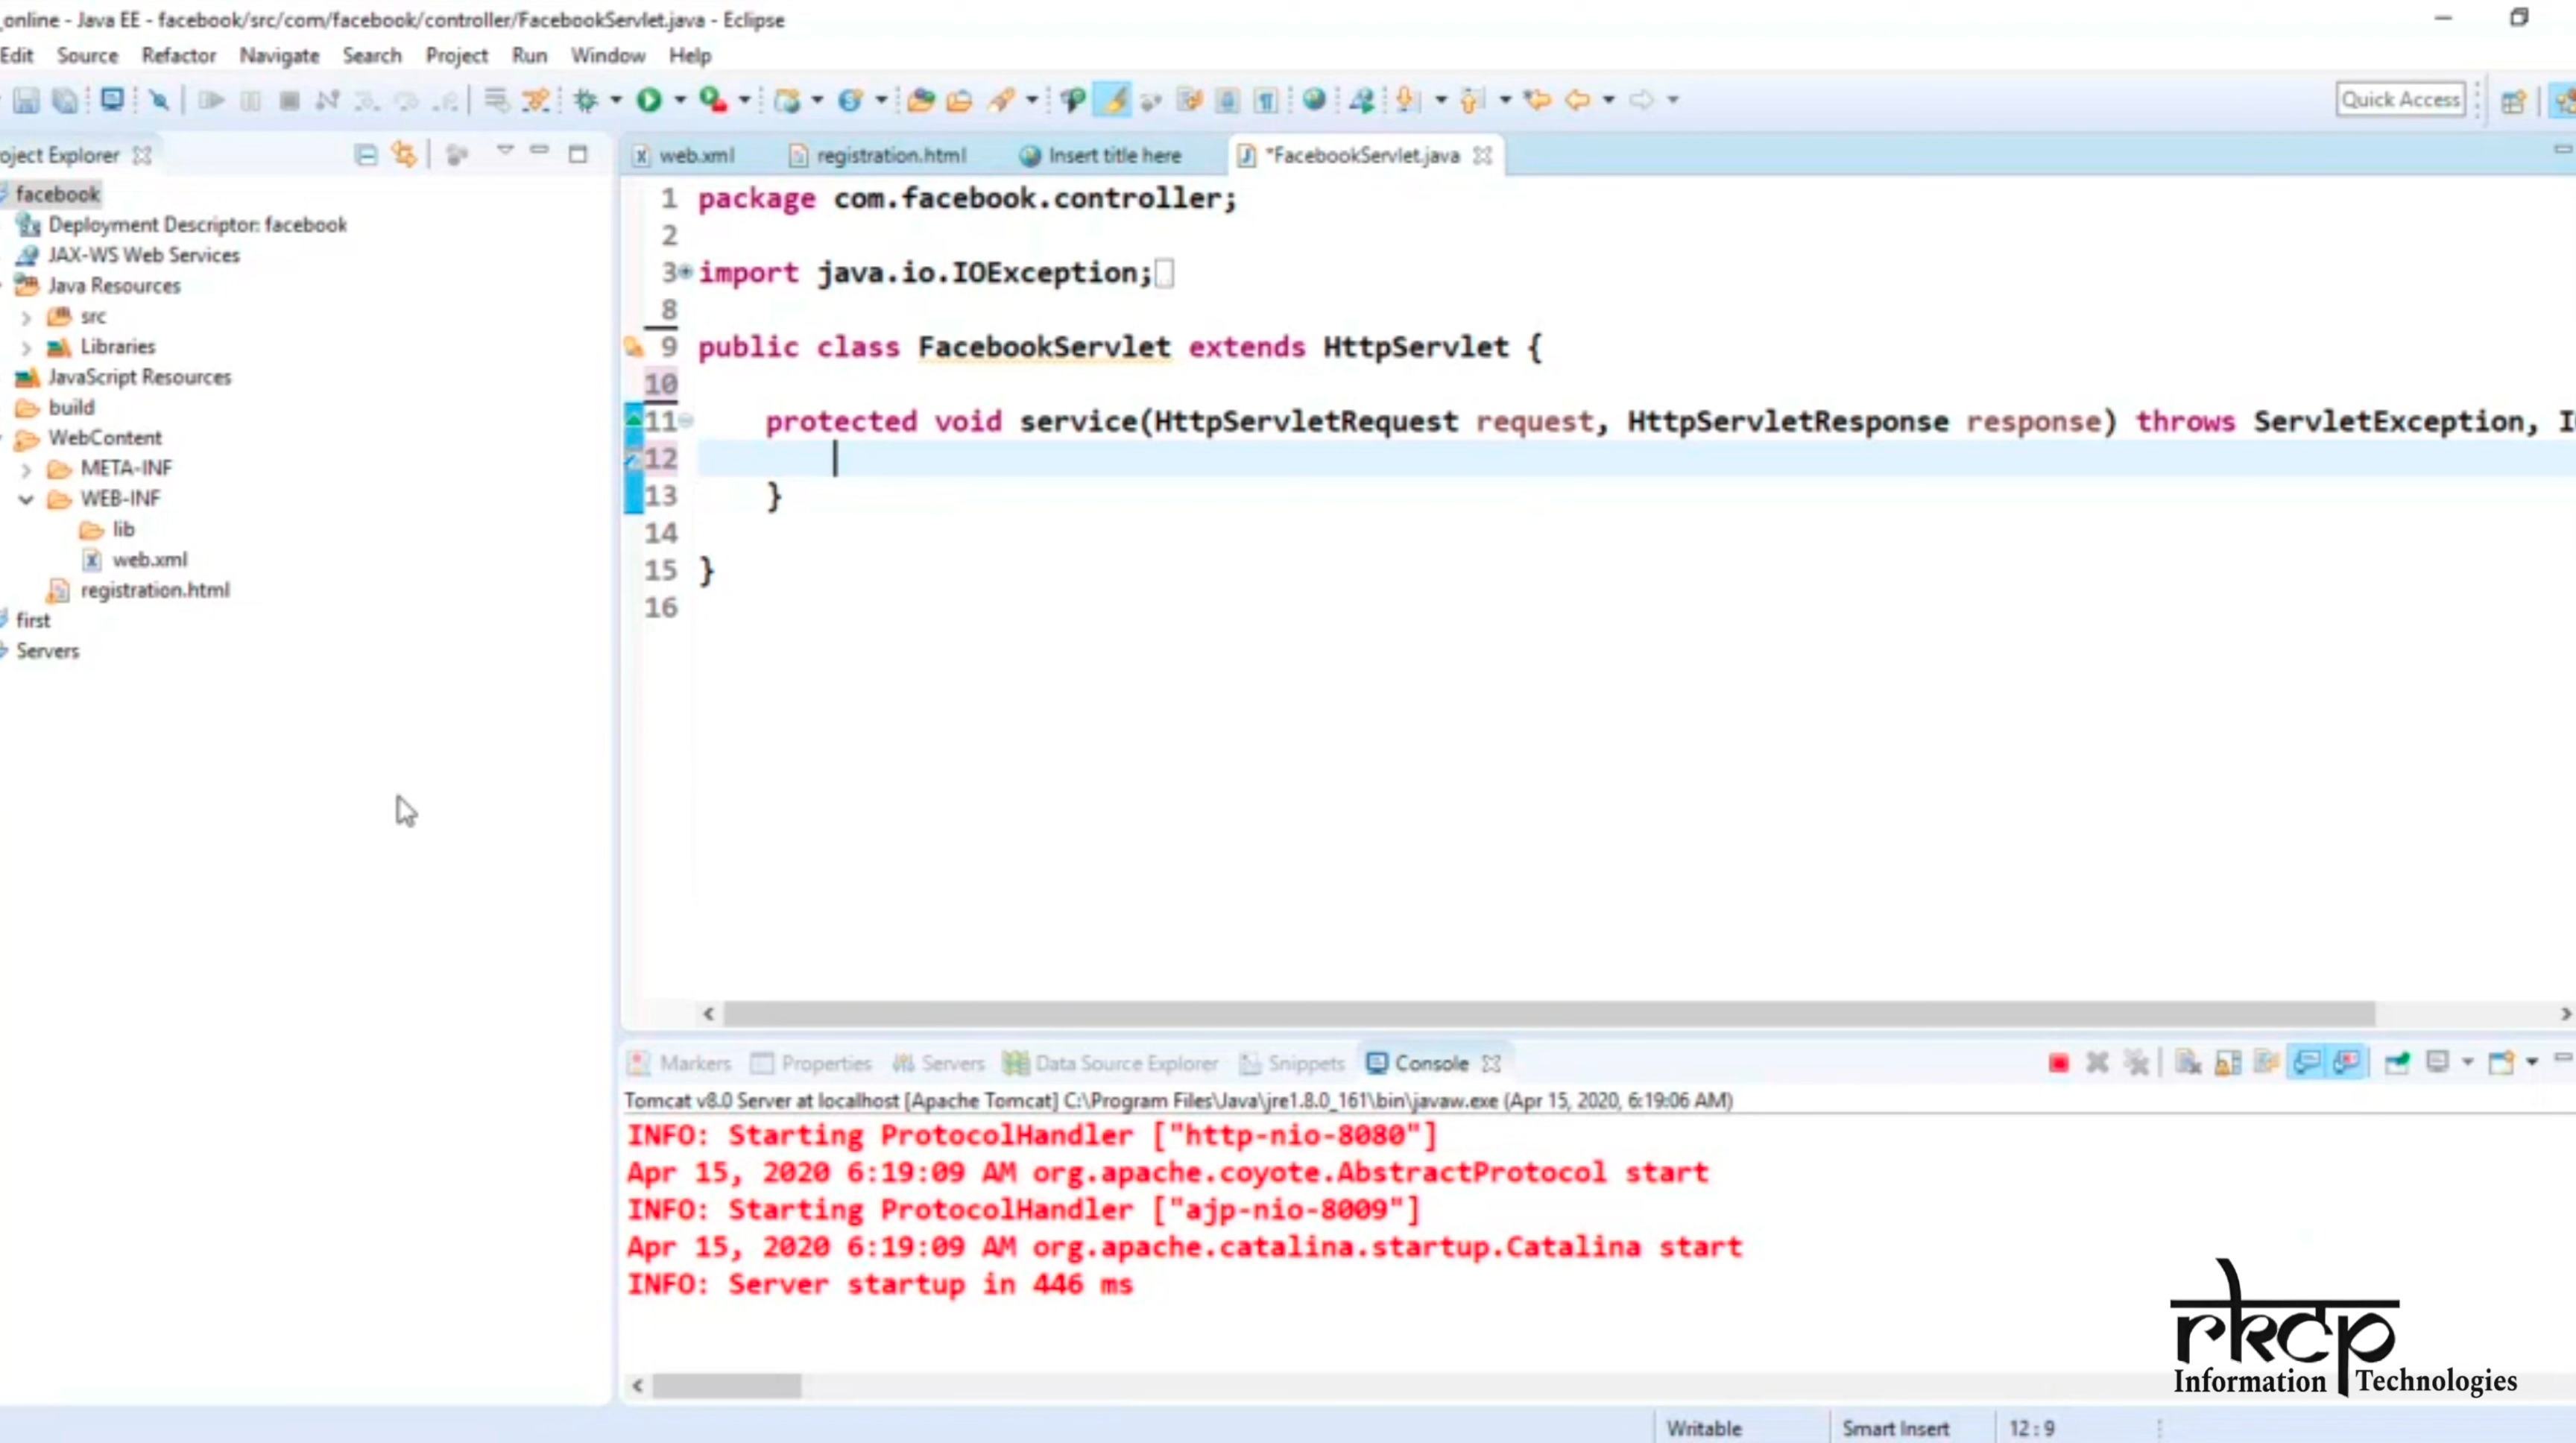 _online - Java EE - facebook/src/com/facebook/controller/FacebookServlet.java - Eclipse
Edit Source Refactor Navigate Search Project Run Window Help
Quick Access
oject Explorer
web.xml registration.html Insert title here *FacebookServlet.java
facebook
Deployment Descriptor: facebook
JAX-WS Web Services
Java Resources
src
Libraries
JavaScript Resources
build
WebContent
META-INF
WEB-INF
lib
web.xml
registration.html
first
Servers
1 package com.facebook.controller;
2
3 import java.io.IOException;
8
9 public class FacebookServlet extends HttpServlet {
10
11 protected void service(HttpServletRequest request, HttpServletResponse response) throws ServletException, I
12
13 }
14
15 }
16
Markers Properties Servers Data Source Explorer Snippets Console
Tomcat v8.0 Server at localhost [Apache Tomcat] C:\Program Files\Java\jre1.8.0_161\bin\javaw.exe (Apr 15, 2020, 6:19:06 AM)
INFO: Starting ProtocolHandler ["http-nio-8080"]
Apr 15, 2020 6:19:09 AM org.apache.coyote.AbstractProtocol start
INFO: Starting ProtocolHandler ["ajp-nio-8009"]
Apr 15, 2020 6:19:09 AM org.apache.catalina.startup.Catalina start
INFO: Server startup in 446 ms
rkcp
Information Technologies
Writable Smart Insert 12 : 9